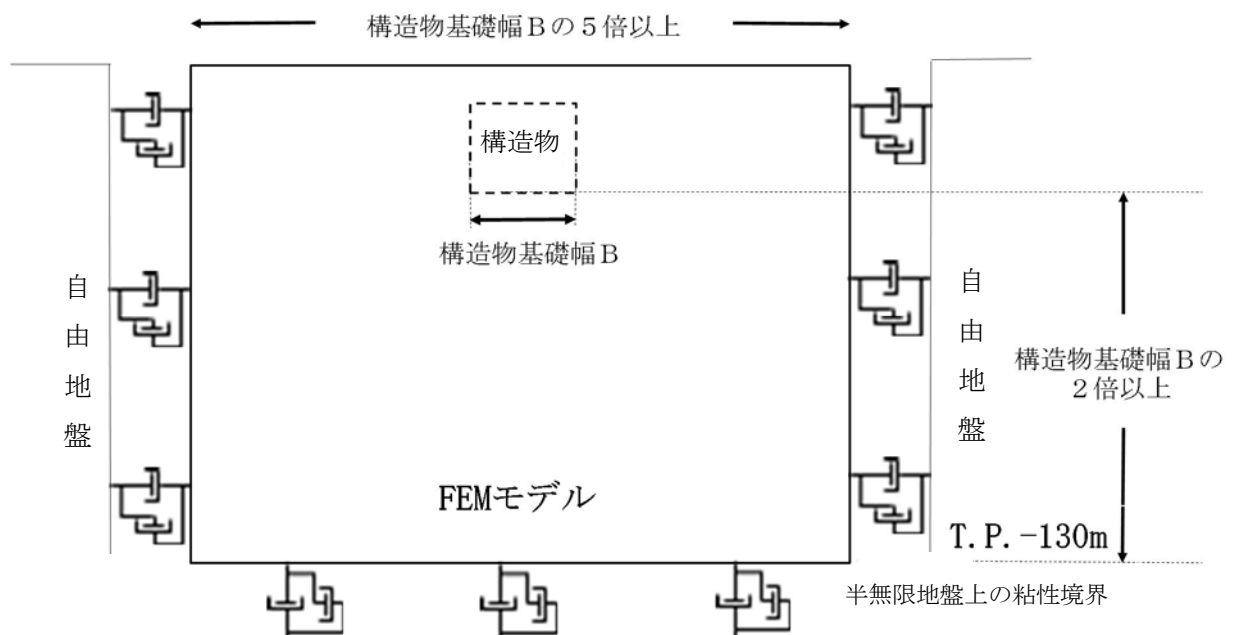 構造物基礎幅Bの5倍以上
構造物
構造物基礎幅B
自由地盤
自由地盤
構造物基礎幅Bの
2倍以上
FEMモデル
T.P.-130m
半無限地盤上の粘性境界